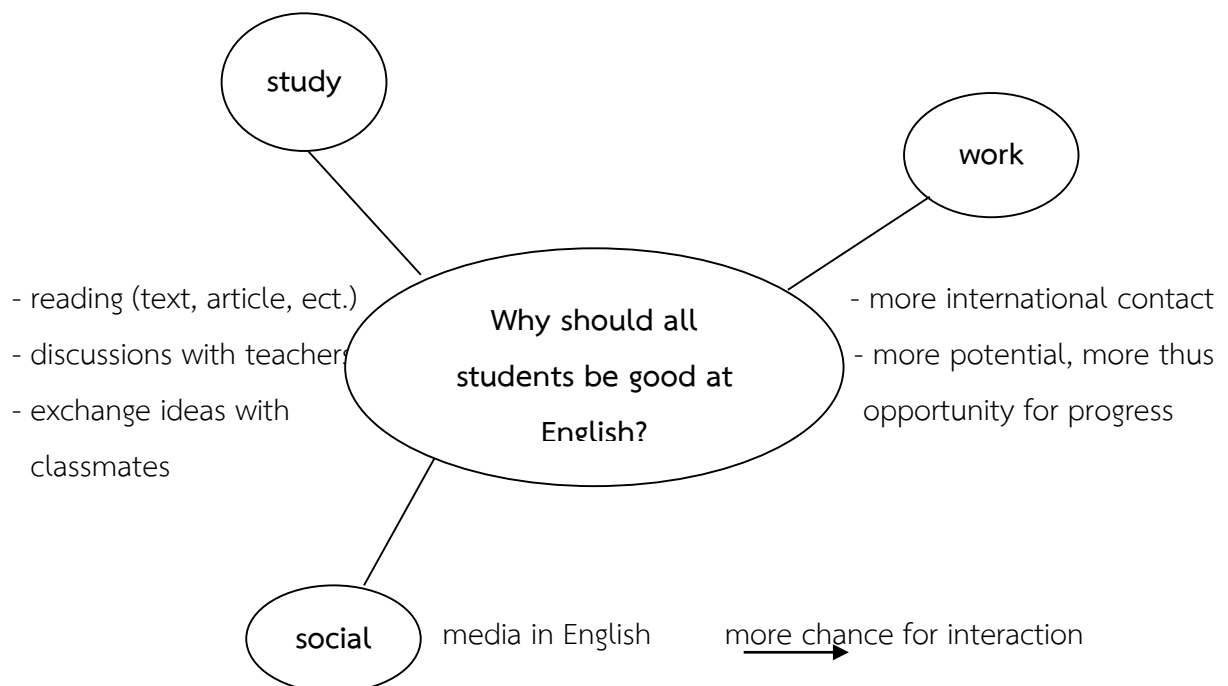 study
work
- reading (text, article, ect.)
- discussions with teachers
- exchange ideas with
classmates
Why should all
students be good at
English?
- more international contact
- more potential, more thus
opportunity for progress
social
media in English
more chance for interaction